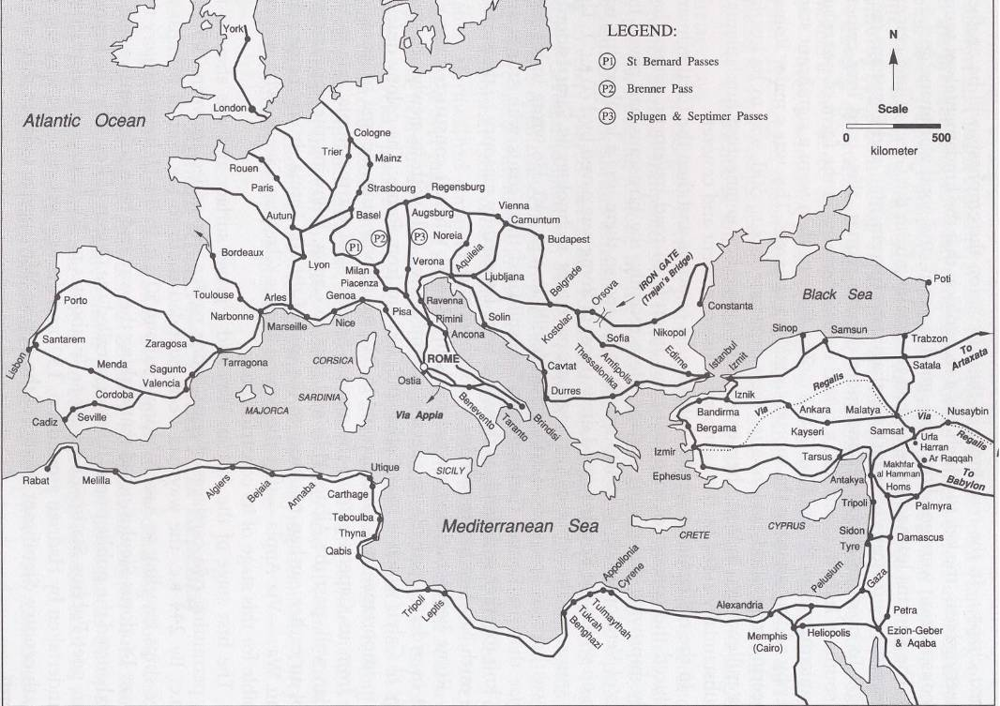 LEGEND:
P1 St Bernard Passes
P2 Brenner Pass
P3 Splugen & Septimer Passes
N
Scale
0 500
kilometer
York
London
Atlantic Ocean
Cologne
Trier
Mainz
Rouen
Paris
Strasbourg
Regensburg
Autun
Basel
Augsburg
Vienna
Carnuntum
P1
P2
P3
Noreia
Budapest
Bordeaux
Lyon
Milan
Verona
Aquileia
Piacenza
Ljubljana
Belgrade
Orsova
IRON GATE
(Trajan's Bridge)
Toulouse
Arles
Genoa
Kostolac
Constanta
Black Sea
Poti
Porto
Narbonne
Marseille
Nice
Pisa
Ravenna
Rimini
Solin
Nikopol
Santarem
Zaragosa
Ancona
Sofia
Sinop
Samsun
Trabzon
Lisbon
Menda
Tarragona
CORSICA
ROME
Cavtat
Thessalonika
Amfipolis
Edirne
Istanbul
Izmit
Satala
To
Artaxata
Sagunto
Valencia
Ostia
Durres
Iznik
Regalis
Cordoba
MAJORCA
SARDINIA
Via Appia
Benevento
Taranto
Brindisi
Bandirma
Via
Ankara
Malatya
Via
Nusaybin
Cadiz
Seville
Bergama
Kayseri
Samsat
Regalis
Urfa
Harran
Izmir
Tarsus
Ar Raqqah
Rabat
Melilla
Algiers
Bejaia
Annaba
Utique
SICILY
Ephesus
Antakya
Makhfar
al Hamman
To
Babylon
Carthage
Homs
Tripoli
Palmyra
Teboulba
Mediterranean Sea
CRETE
CYPRUS
Thyna
Sidon
Damascus
Qabis
Tyre
Appollonia
Cyrene
Pelusium
Gaza
Tripoli
Leptis
Tulmaythah
Tukrah
Benghazi
Alexandria
Petra
Memphis
(Cairo)
Heliopolis
Ezion-Geber
& Aqaba